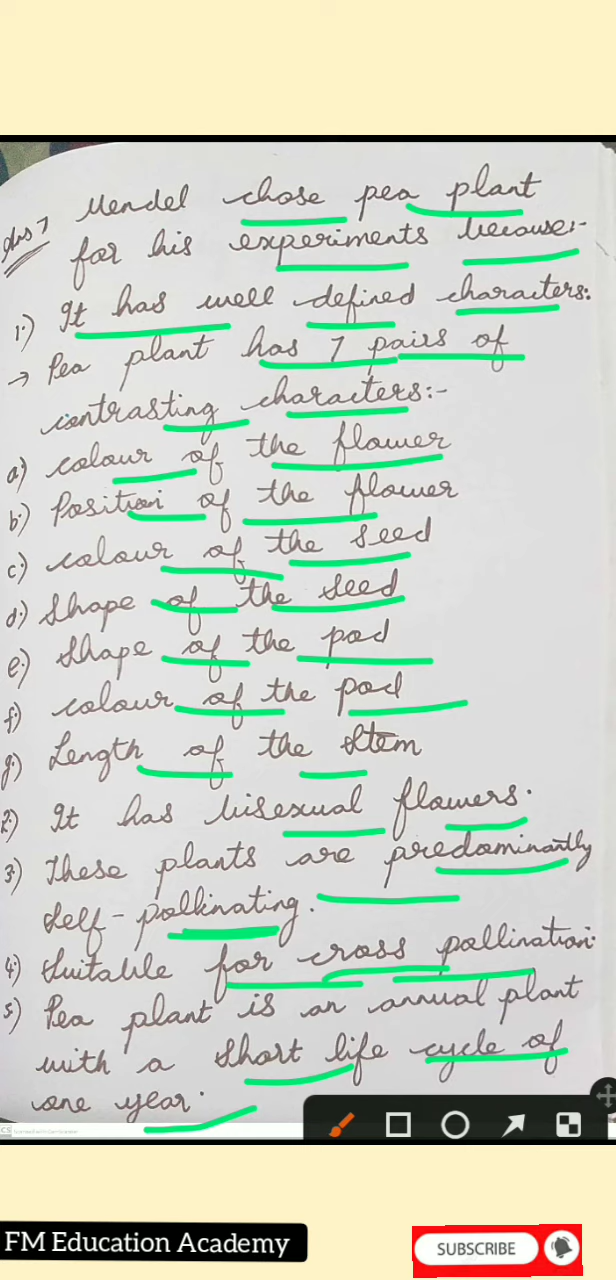 Ans 7 Mendel chose pea plant
for his experiments because:-
1.) It has well defined characters:
→ Pea plant has 7 pairs of
contrasting characters:-
a) colour of the flower
b.) Position of the flower
c.) colour of the seed
d.) Shape of the seed
e.) Shape of the pod
f.) colour of the pod
g.) Length of the stem
2.) It has bisexual flowers.
3.) These plants are predominantly
self-pollinating.
4.) Suitable for cross pollination.
5.) Pea plant is an annual plant
with a short life cycle of
one year.
CS
FM Education Academy
SUBSCRIBE